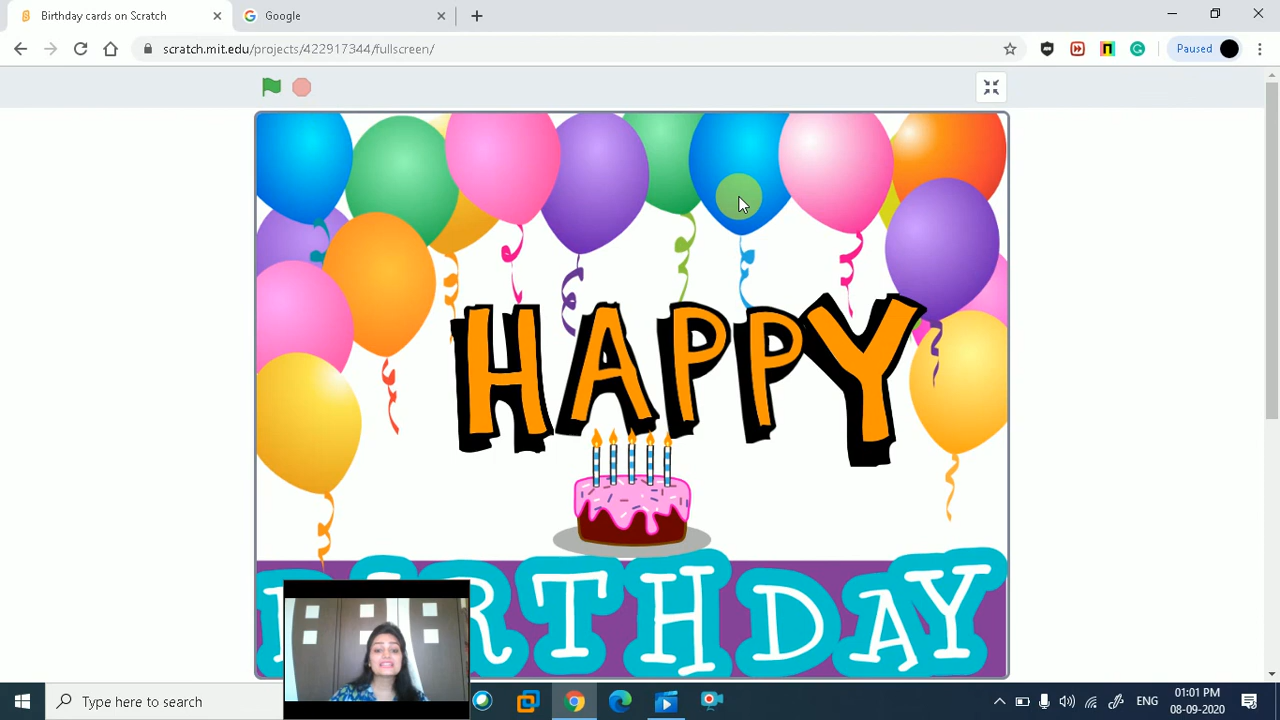 Birthday cards on Scratch
Google
scratch.mit.edu/projects/422917344/fullscreen/
Paused
HAPPY
BIRTHDAY
Type here to search
ENG
01:01 PM
08-09-2020